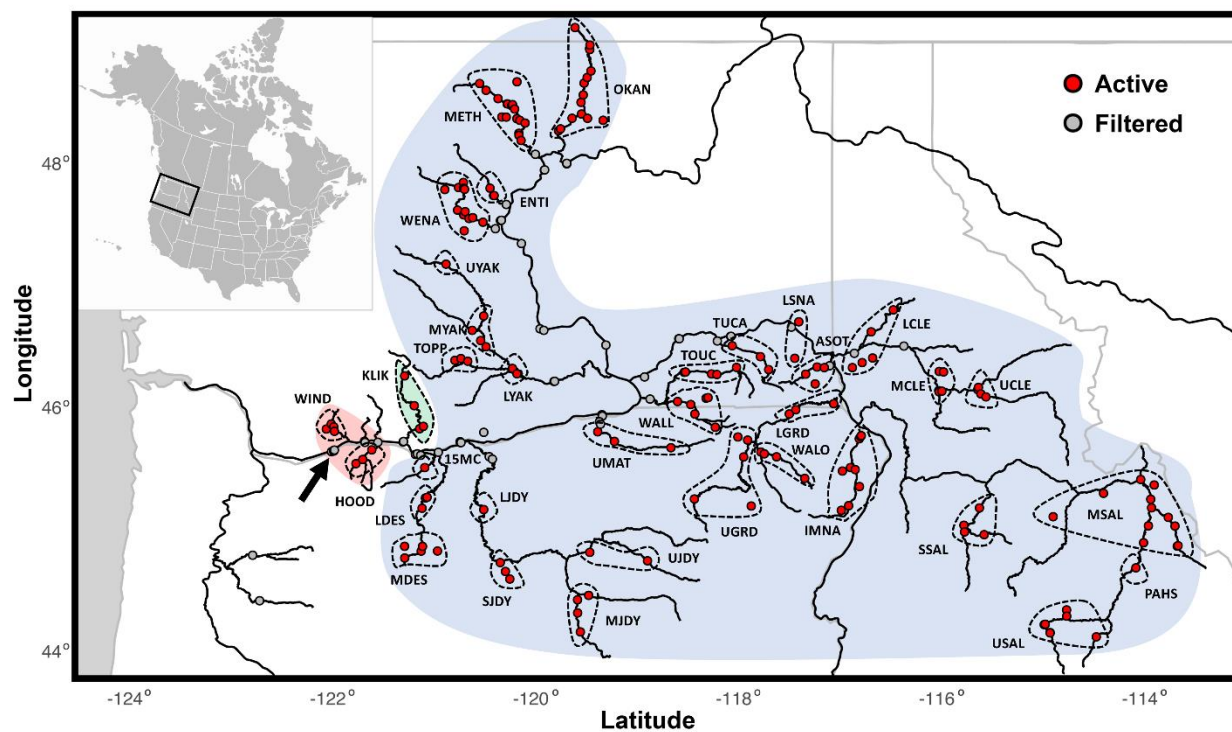 OKAN
Active
METH
Filtered
48°
ENTI
WENA
UYAK
Longitude
LSNA
MYAK
TUCA
LCLE
TOPP
ASOT
TOUC
KLIK
MCLE
UCLE
LYAK
WIND
46°
WALL
LGRD
15MC
UMAT
WALO
HOOD
LJDY
LDES
MSAL
UGRD
IMNA
SSAL
UJDY
MDES
SJDY
PAHS
MJDY
USAL
44°
-124°
-122°
-120°
-118°
-116°
-114°
Latitude